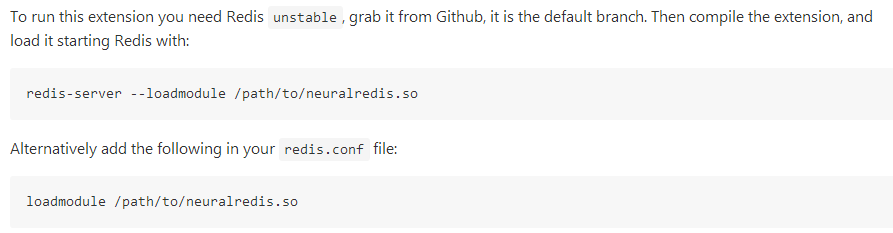 To run this extension you need Redis unstable, grab it from Github, it is the default branch. Then compile the extension, and
load it starting Redis with:
redis-server --loadmodule /path/to/neuralredis.so
Alternatively add the following in your redis.conf file:
loadmodule /path/to/neuralredis.so